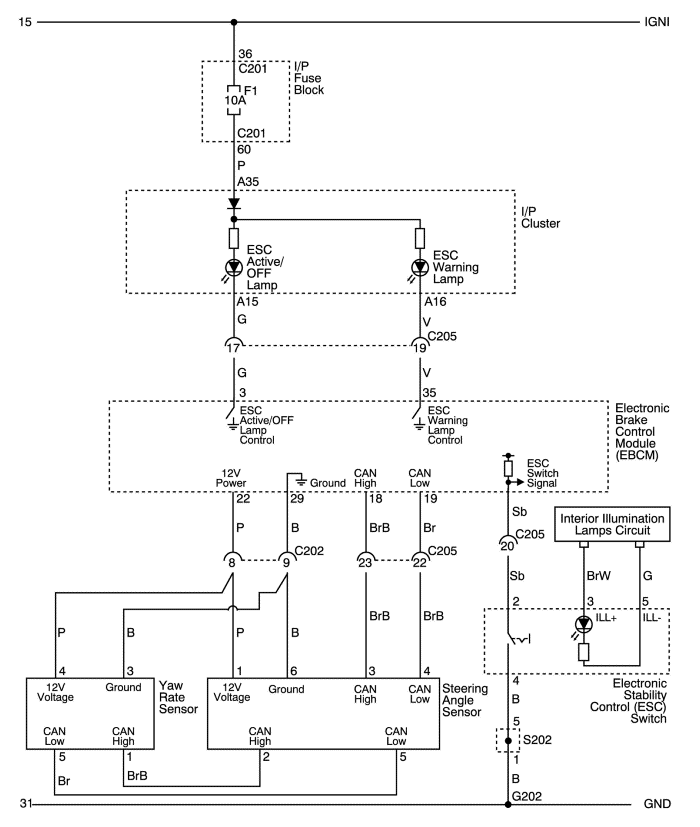 15 IGNI
36
C201
I/P
Fuse
Block
F1
10A
C201
60
P
A35
I/P
Cluster
ESC
Active/
OFF
Lamp
ESC
Warning
Lamp
A15 A16
G V
C205
17 19
G V
3 35
ESC
Active/OFF
Lamp
Control
ESC
Warning
Lamp
Control
Electronic
Brake
Control
Module
(EBCM)
12V
Power
Ground
CAN
High
CAN
Low
ESC
Switch
Signal
22 29 18 19
P B BrB Br
Sb
C202 C205
8 9 23 22
C205
20
Interior Illumination
Lamps Circuit
Sb BrW G
BrB BrB
2 3 5
ILL+ ILL-
P B P B
4 3 1 6 3 4
12V
Voltage
Ground
Yaw
Rate
Sensor
12V
Voltage
Ground
CAN
High
CAN
Low
Steering
Angle
Sensor
CAN
Low
CAN
High
CAN
High
CAN
Low
5 1 2 5
Br BrB
4
B
Electronic
Stability
Control (ESC)
Switch
5
S202
1
B
G202
31 GND